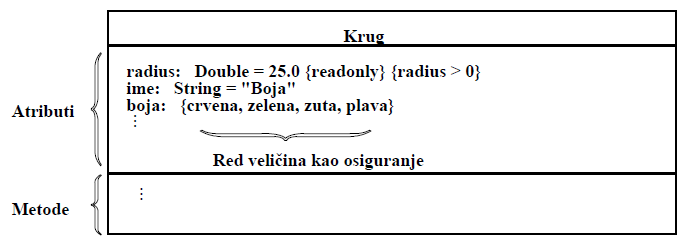 Krug
Atributi
radius: Double = 25.0 {readonly} {radius > 0}
ime: String = "Boja"
boja: {crvena, zelena, zuta, plava}
⋮
Red veličina kao osiguranje
Metode
⋮